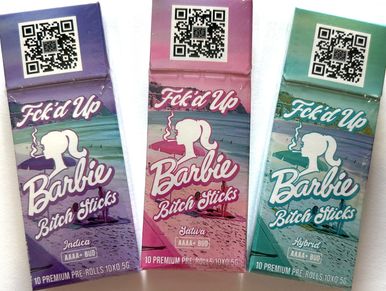 Fck'd Up
Barbie
Bitch Sticks
Indica
AAAA+ BUD
10 PREMIUM PRE-ROLLS 10X0.5G
Fck'd Up
Barbie
Bitch Sticks
Sativa
AAAA+ BUD
10 PREMIUM PRE-ROLLS 10X0.5G
Fck'd Up
Barbie
Bitch Sticks
Hybrid
AAAA+ BUD
10 PREMIUM PRE-ROLLS 10X0.5G